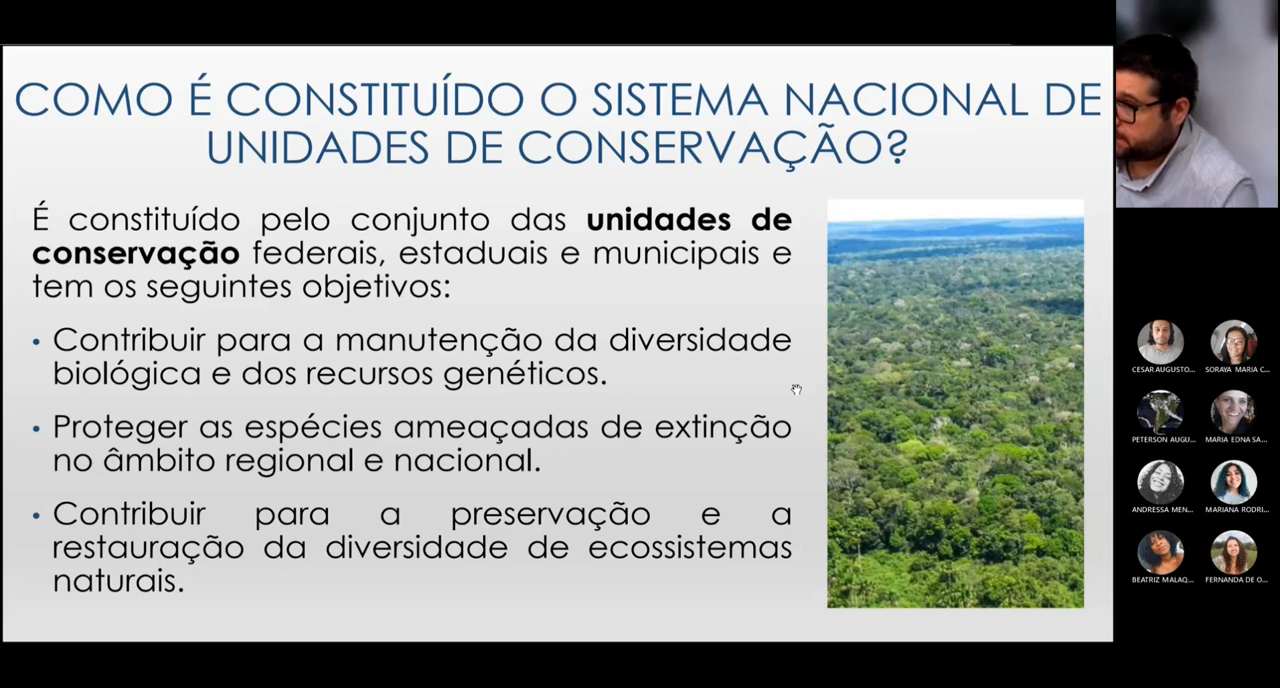 COMO É CONSTITUÍDO O SISTEMA NACIONAL DE
UNIDADES DE CONSERVAÇÃO?
É constituído pelo conjunto das unidades de
conservação federais, estaduais e municipais e
tem os seguintes objetivos:
• Contribuir para a manutenção da diversidade
biológica e dos recursos genéticos.
• Proteger as espécies ameaçadas de extinção
no âmbito regional e nacional.
• Contribuir para a preservação e a
restauração da diversidade de ecossistemas
naturais.
CESAR AUGUSTO... SORAYA MARIA C...
PETERSON AUGU... MARIA EDNA SA...
ANDRESSA MEN... MARIANA RODRI...
BEATRIZ MALAQ... FERNANDA DE O...